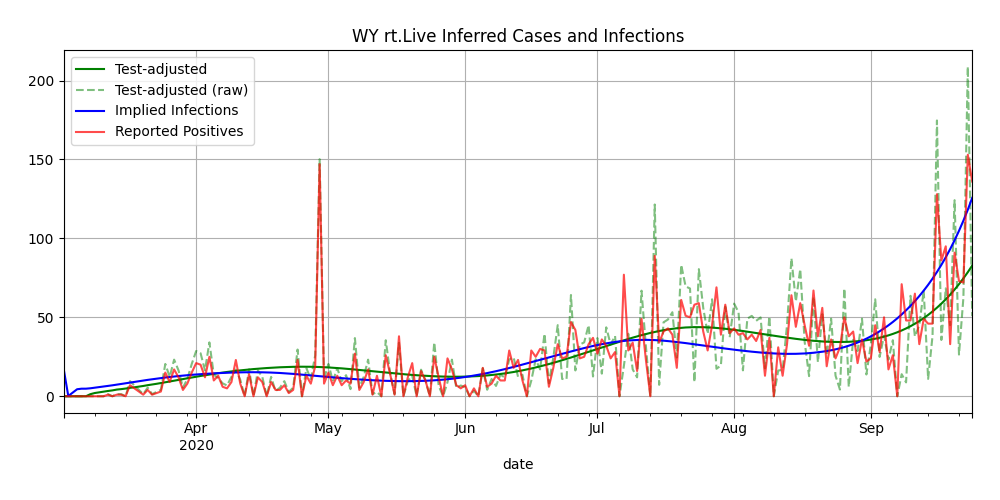 WY rt.Live Inferred Cases and Infections
Test-adjusted
Test-adjusted (raw)
Implied Infections
Reported Positives
200
150
100
50
0
Apr May Jun Jul Aug Sep
2020
date